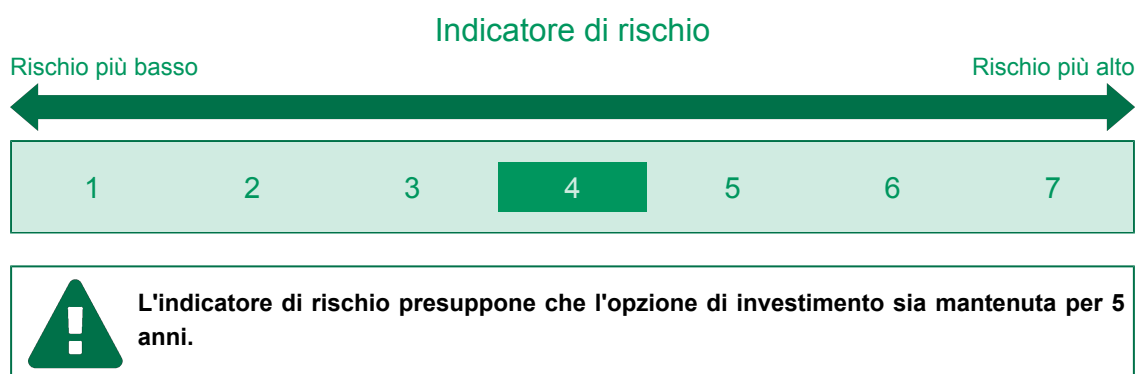 Indicatore di rischio
Rischio più basso Rischio più alto
1 2 3 4 5 6 7
L'indicatore di rischio presuppone che l'opzione di investimento sia mantenuta per 5
anni.